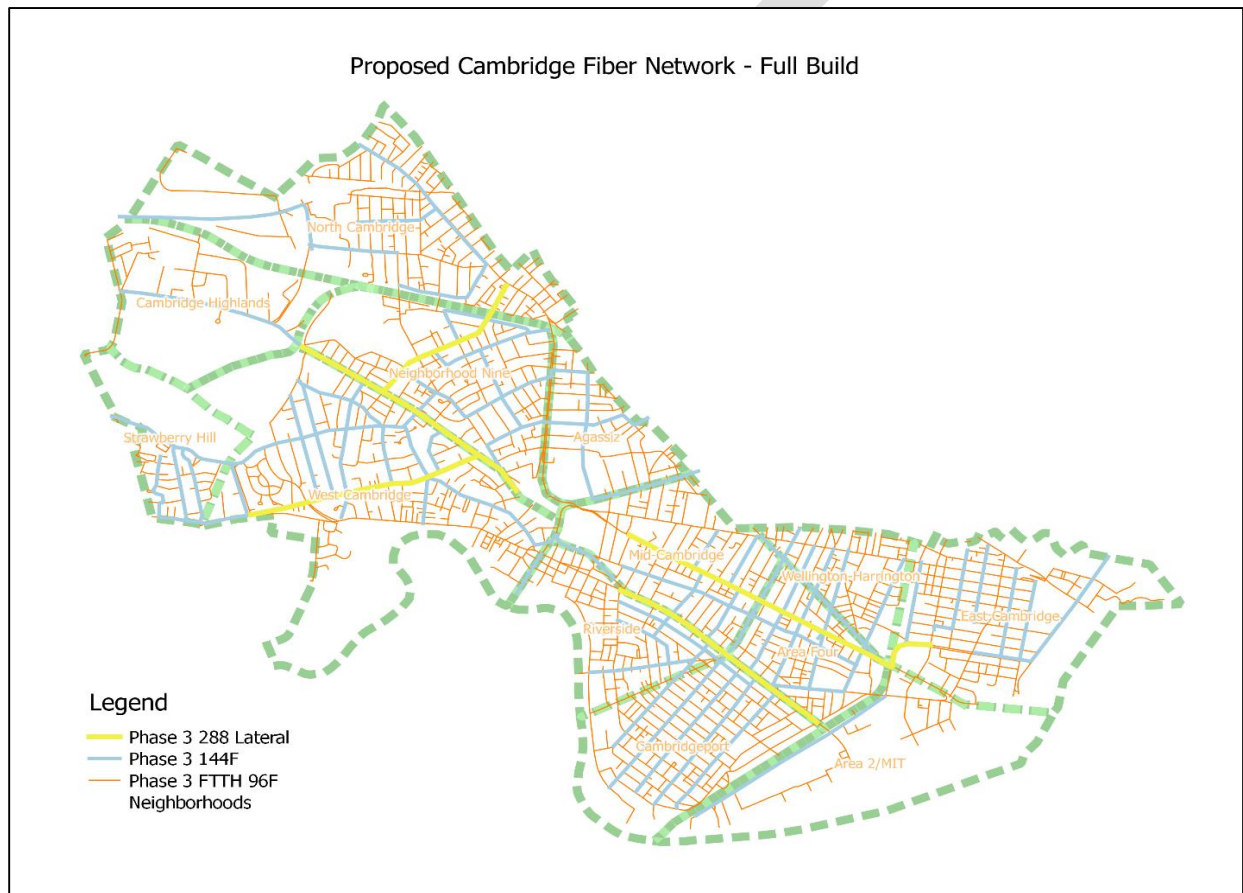 Proposed Cambridge Fiber Network - Full Build
North Cambridge
Cambridge Highlands
Neighborhood Nine
Strawberry Hill
Agassiz
West Cambridge
Mid-Cambridge
Wellington-Harrington
East Cambridge
Riverside
Area Four
Cambridgeport
Area 2/MIT
Legend
Phase 3 288 Lateral
Phase 3 144F
Phase 3 FTTH 96F
Neighborhoods